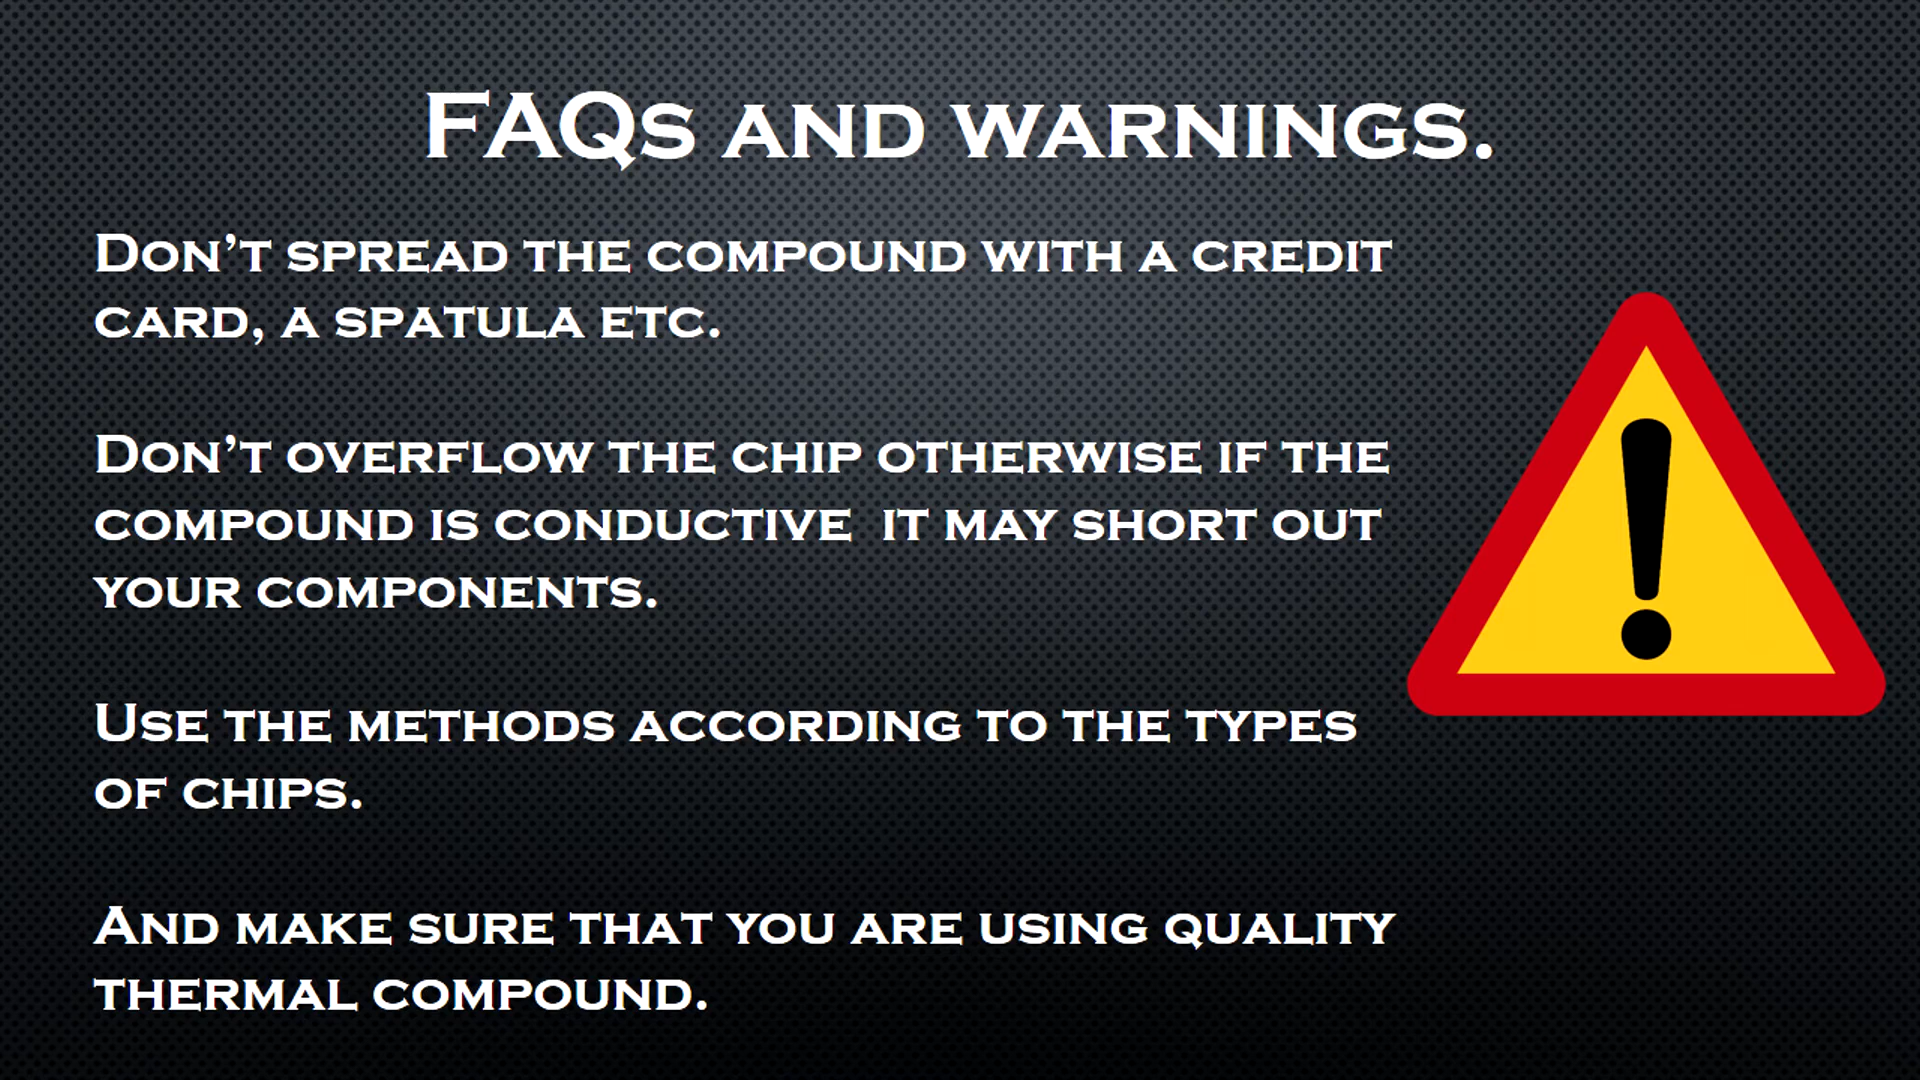 FAQs and warnings.
Don’t spread the compound with a credit
card, a spatula etc.
Don’t overflow the chip otherwise if the
compound is conductive  it may short out
your components.
Use the methods according to the types
of chips.
And make sure that you are using quality
thermal compound.